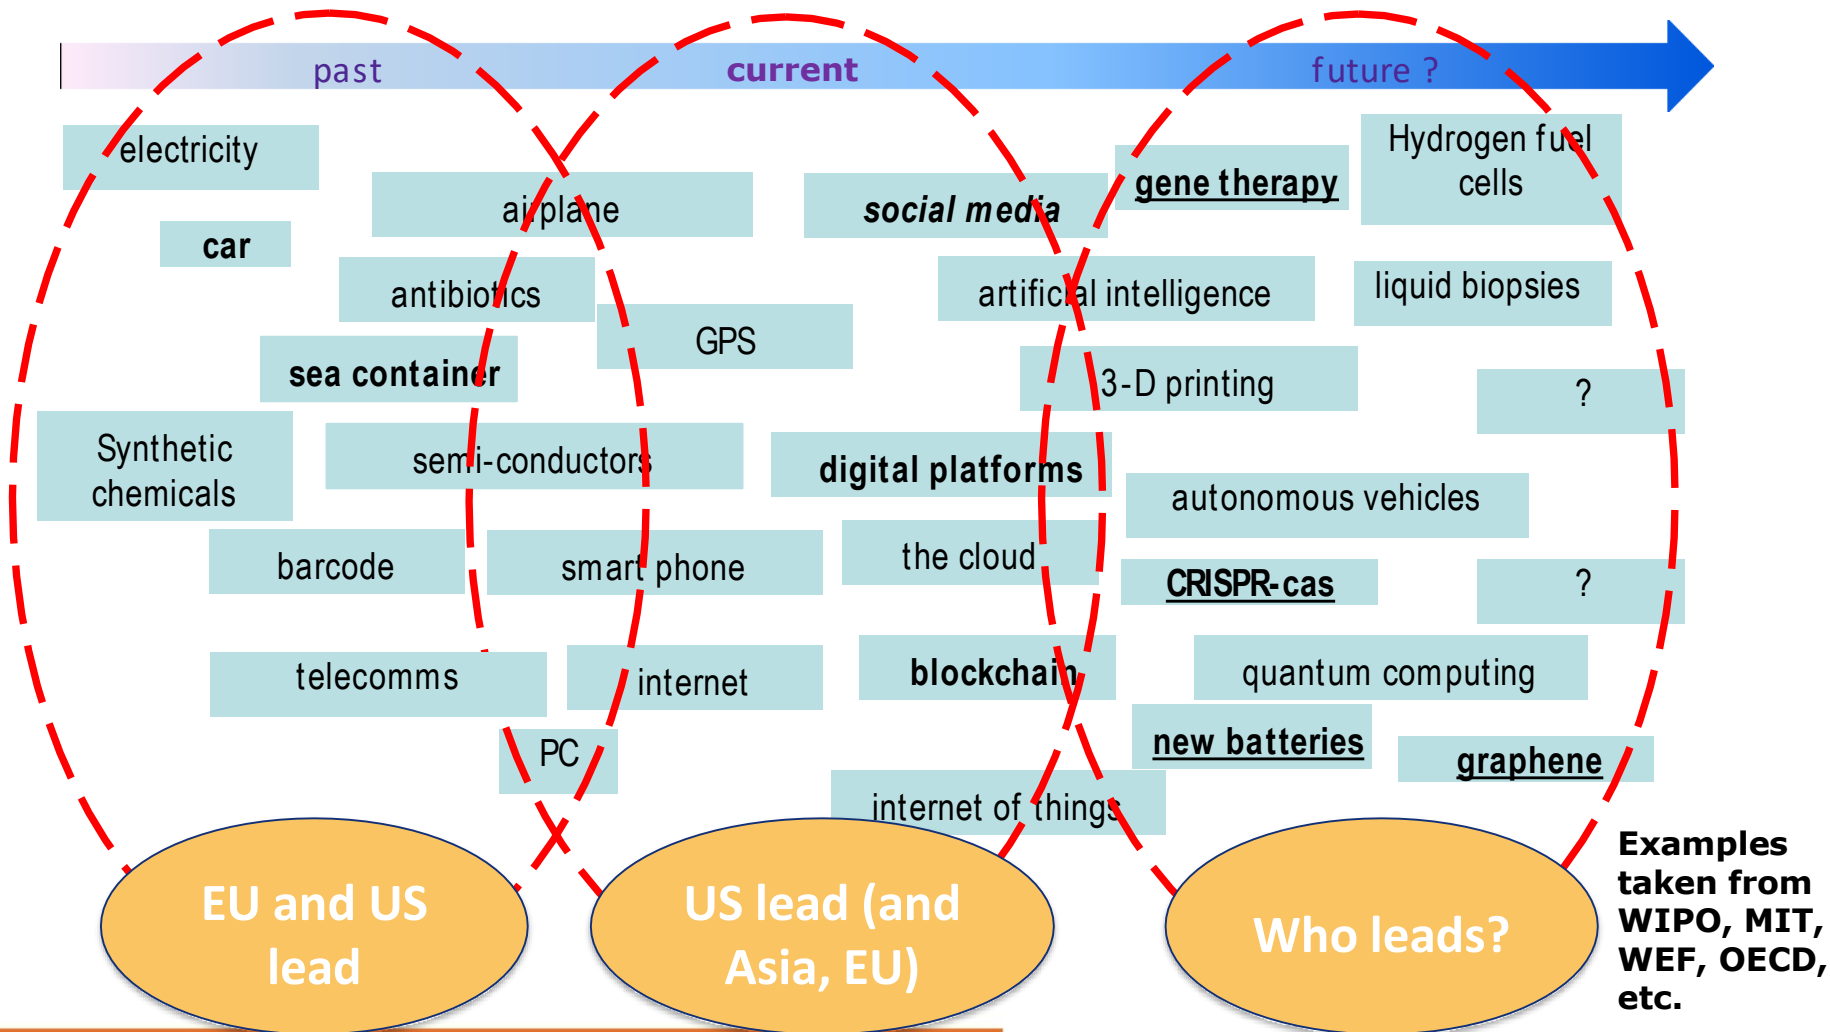 past
current
future ?
electricity
airplane
social media
gene therapy
Hydrogen fuel
cells
car
antibiotics
GPS
artificial intelligence
liquid biopsies
sea container
3-D printing
?
Synthetic
chemicals
semi-conductors
digital platforms
autonomous vehicles
barcode
smart phone
the cloud
CRISPR-cas
?
telecomms
internet
blockchain
quantum computing
PC
new batteries
graphene
internet of things
EU and US
lead
US lead (and
Asia, EU)
Who leads?
Examples
taken from
WIPO, MIT,
WEF, OECD,
etc.